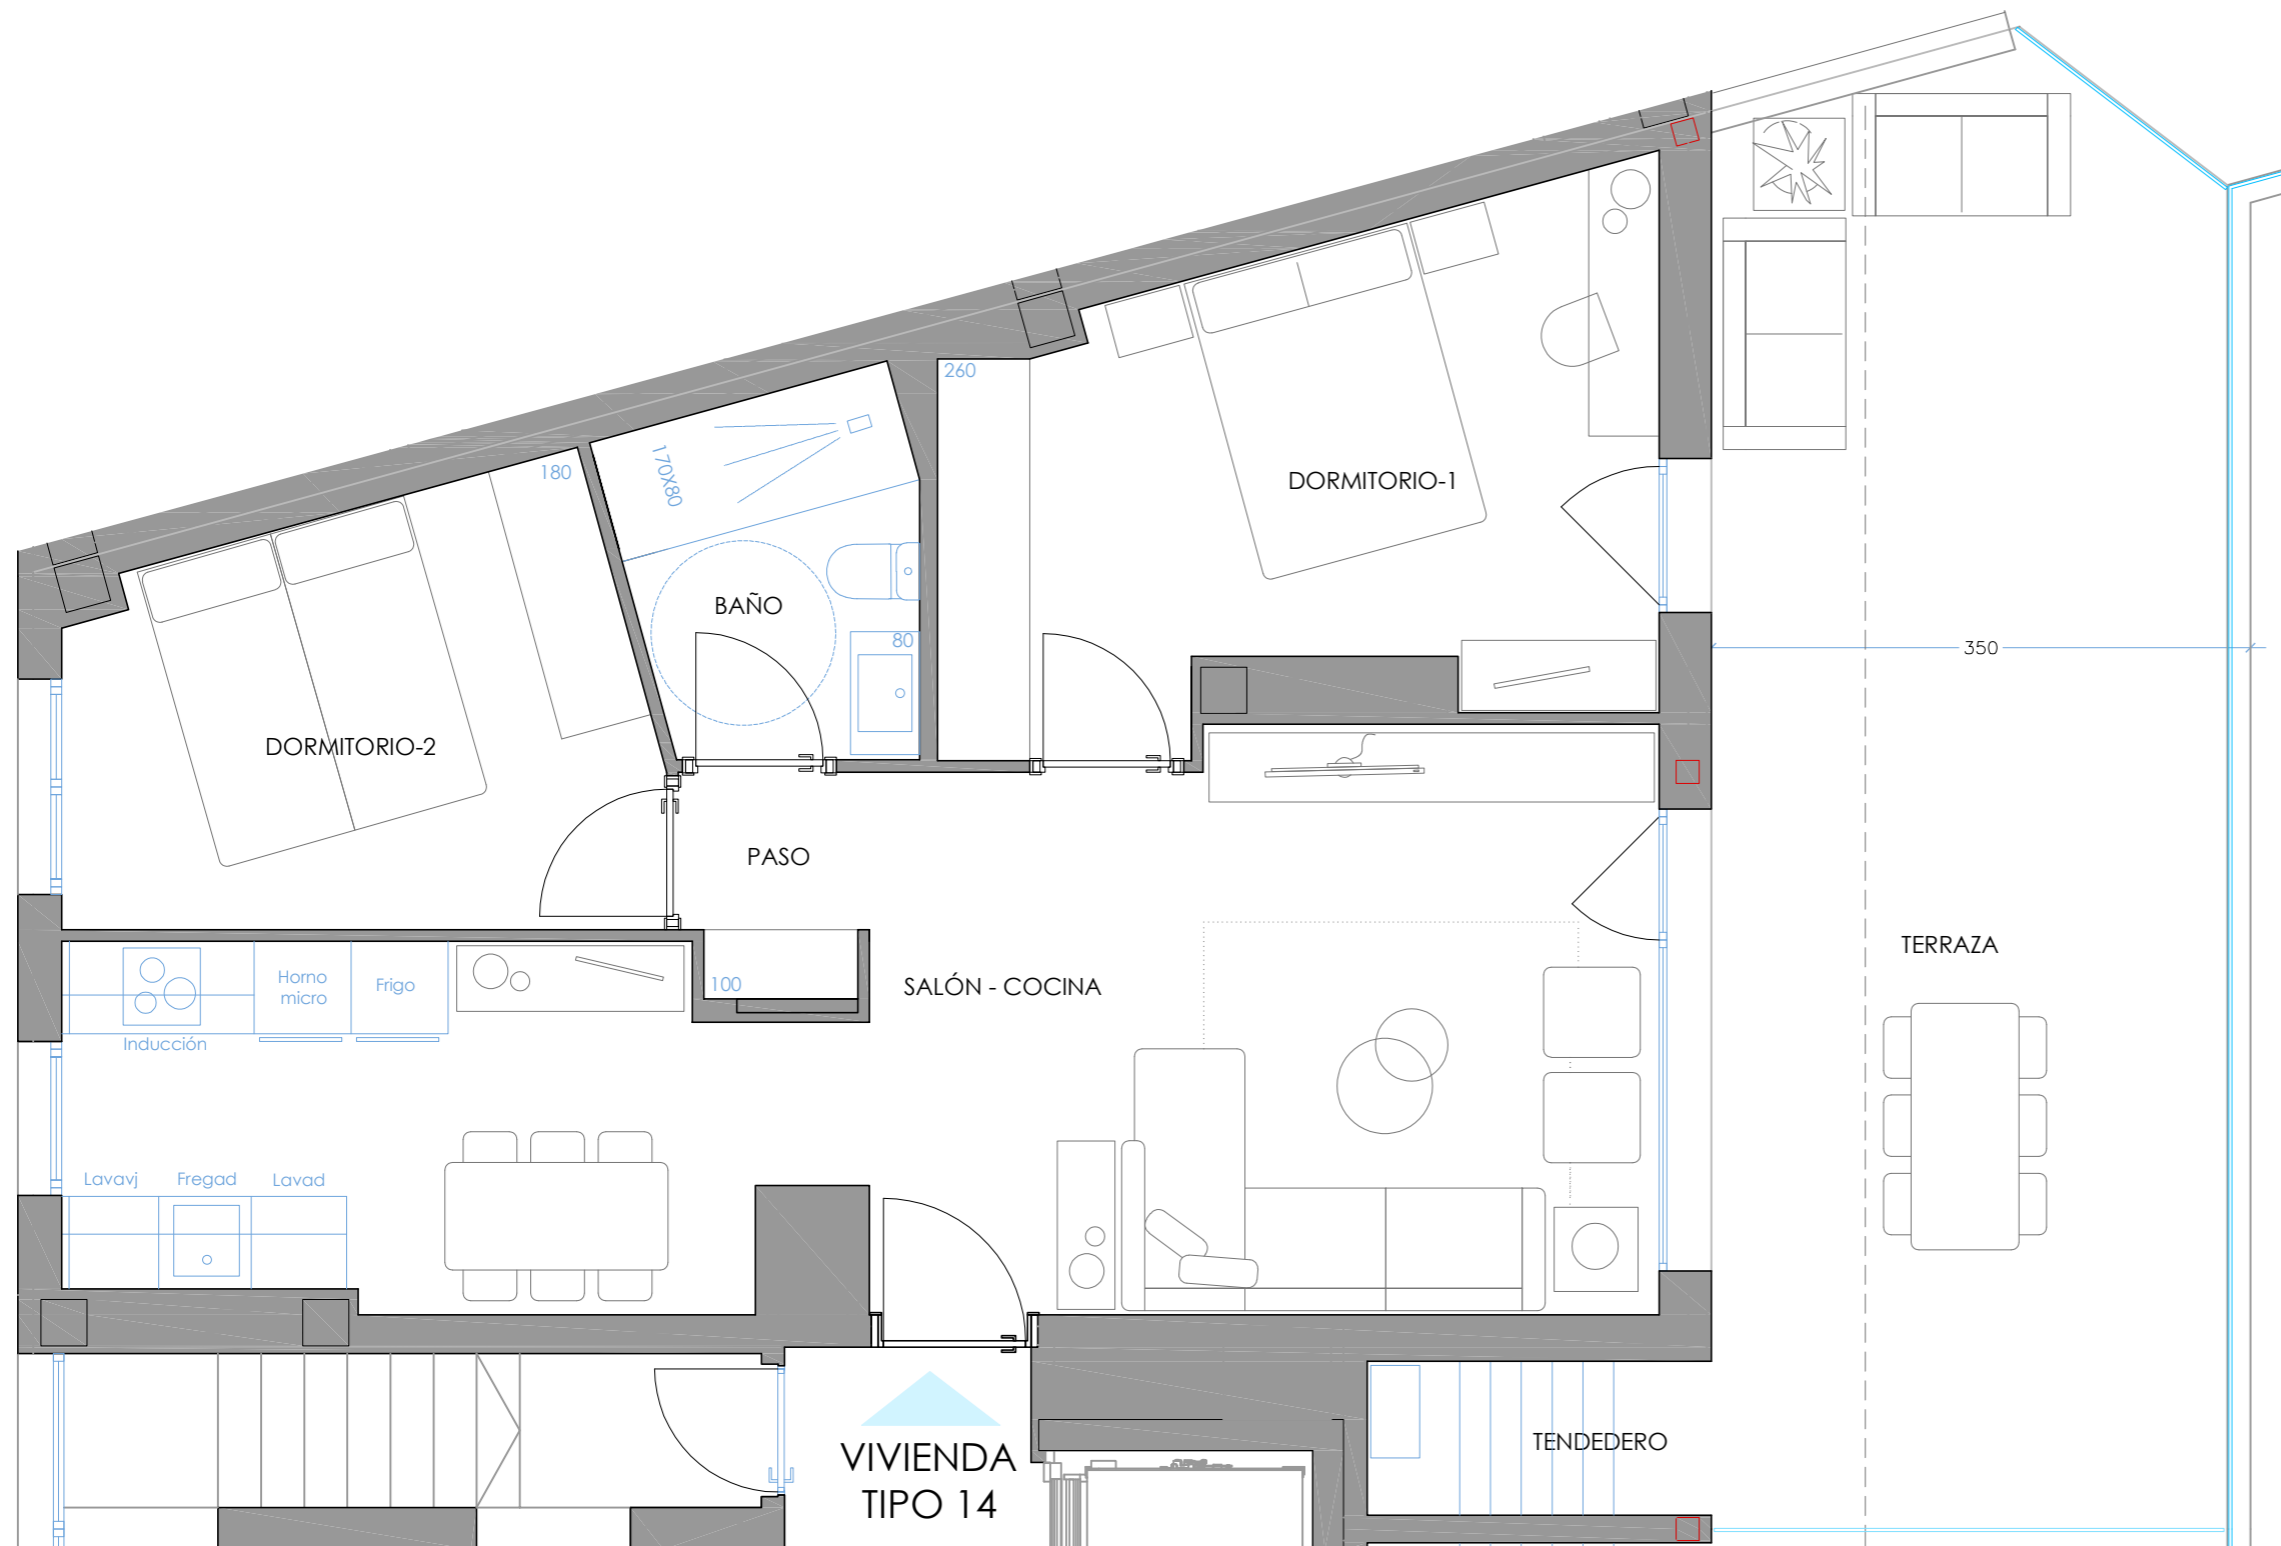 260
180
170X80
DORMITORIO-1
BAÑO
80
350
DORMITORIO-2
PASO
TERRAZA
Horno
micro
Frigo
100
SALÓN - COCINA
Inducción
Lavavj
Fregad
Lavad
TENDEDERO
VIVIENDA
TIPO 14